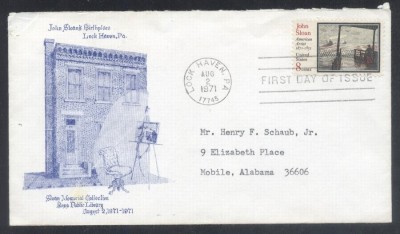 John Sloan's Birthplace
Lock Haven, Pa.
LOCK HAVEN, PA.
AUG
2
1971
17745
FIRST DAY OF ISSUE
John
Sloan
American
Artist
1871-1951
United
States
8 cents
Mr. Henry F. Schaub, Jr.
9 Elizabeth Place
Mobile, Alabama 36606
Sloan Memorial Collection
Ross Public Library
August 2, 1871-1971